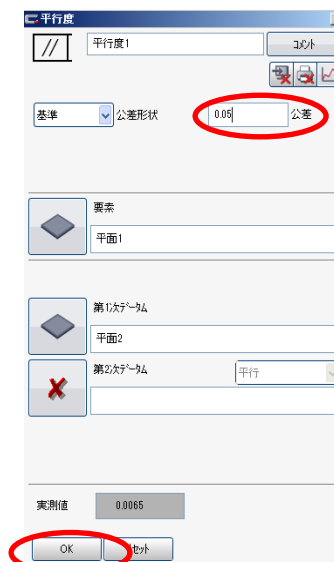 平行度
// 平行度1 コメント
基準 公差形状 0.05 公差
要素
平面1
第1次データム
平面2
第2次データム 平行
実測値 0.0065
OK セット